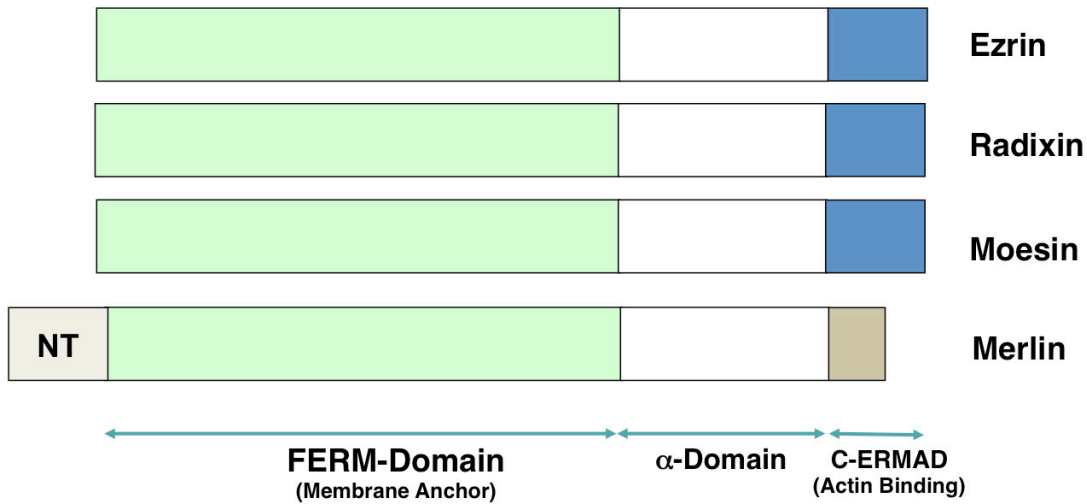 Ezrin
Radixin
Moesin
NT
Merlin
FERM-Domain
(Membrane Anchor)
α-Domain
C-ERMAD
(Actin Binding)